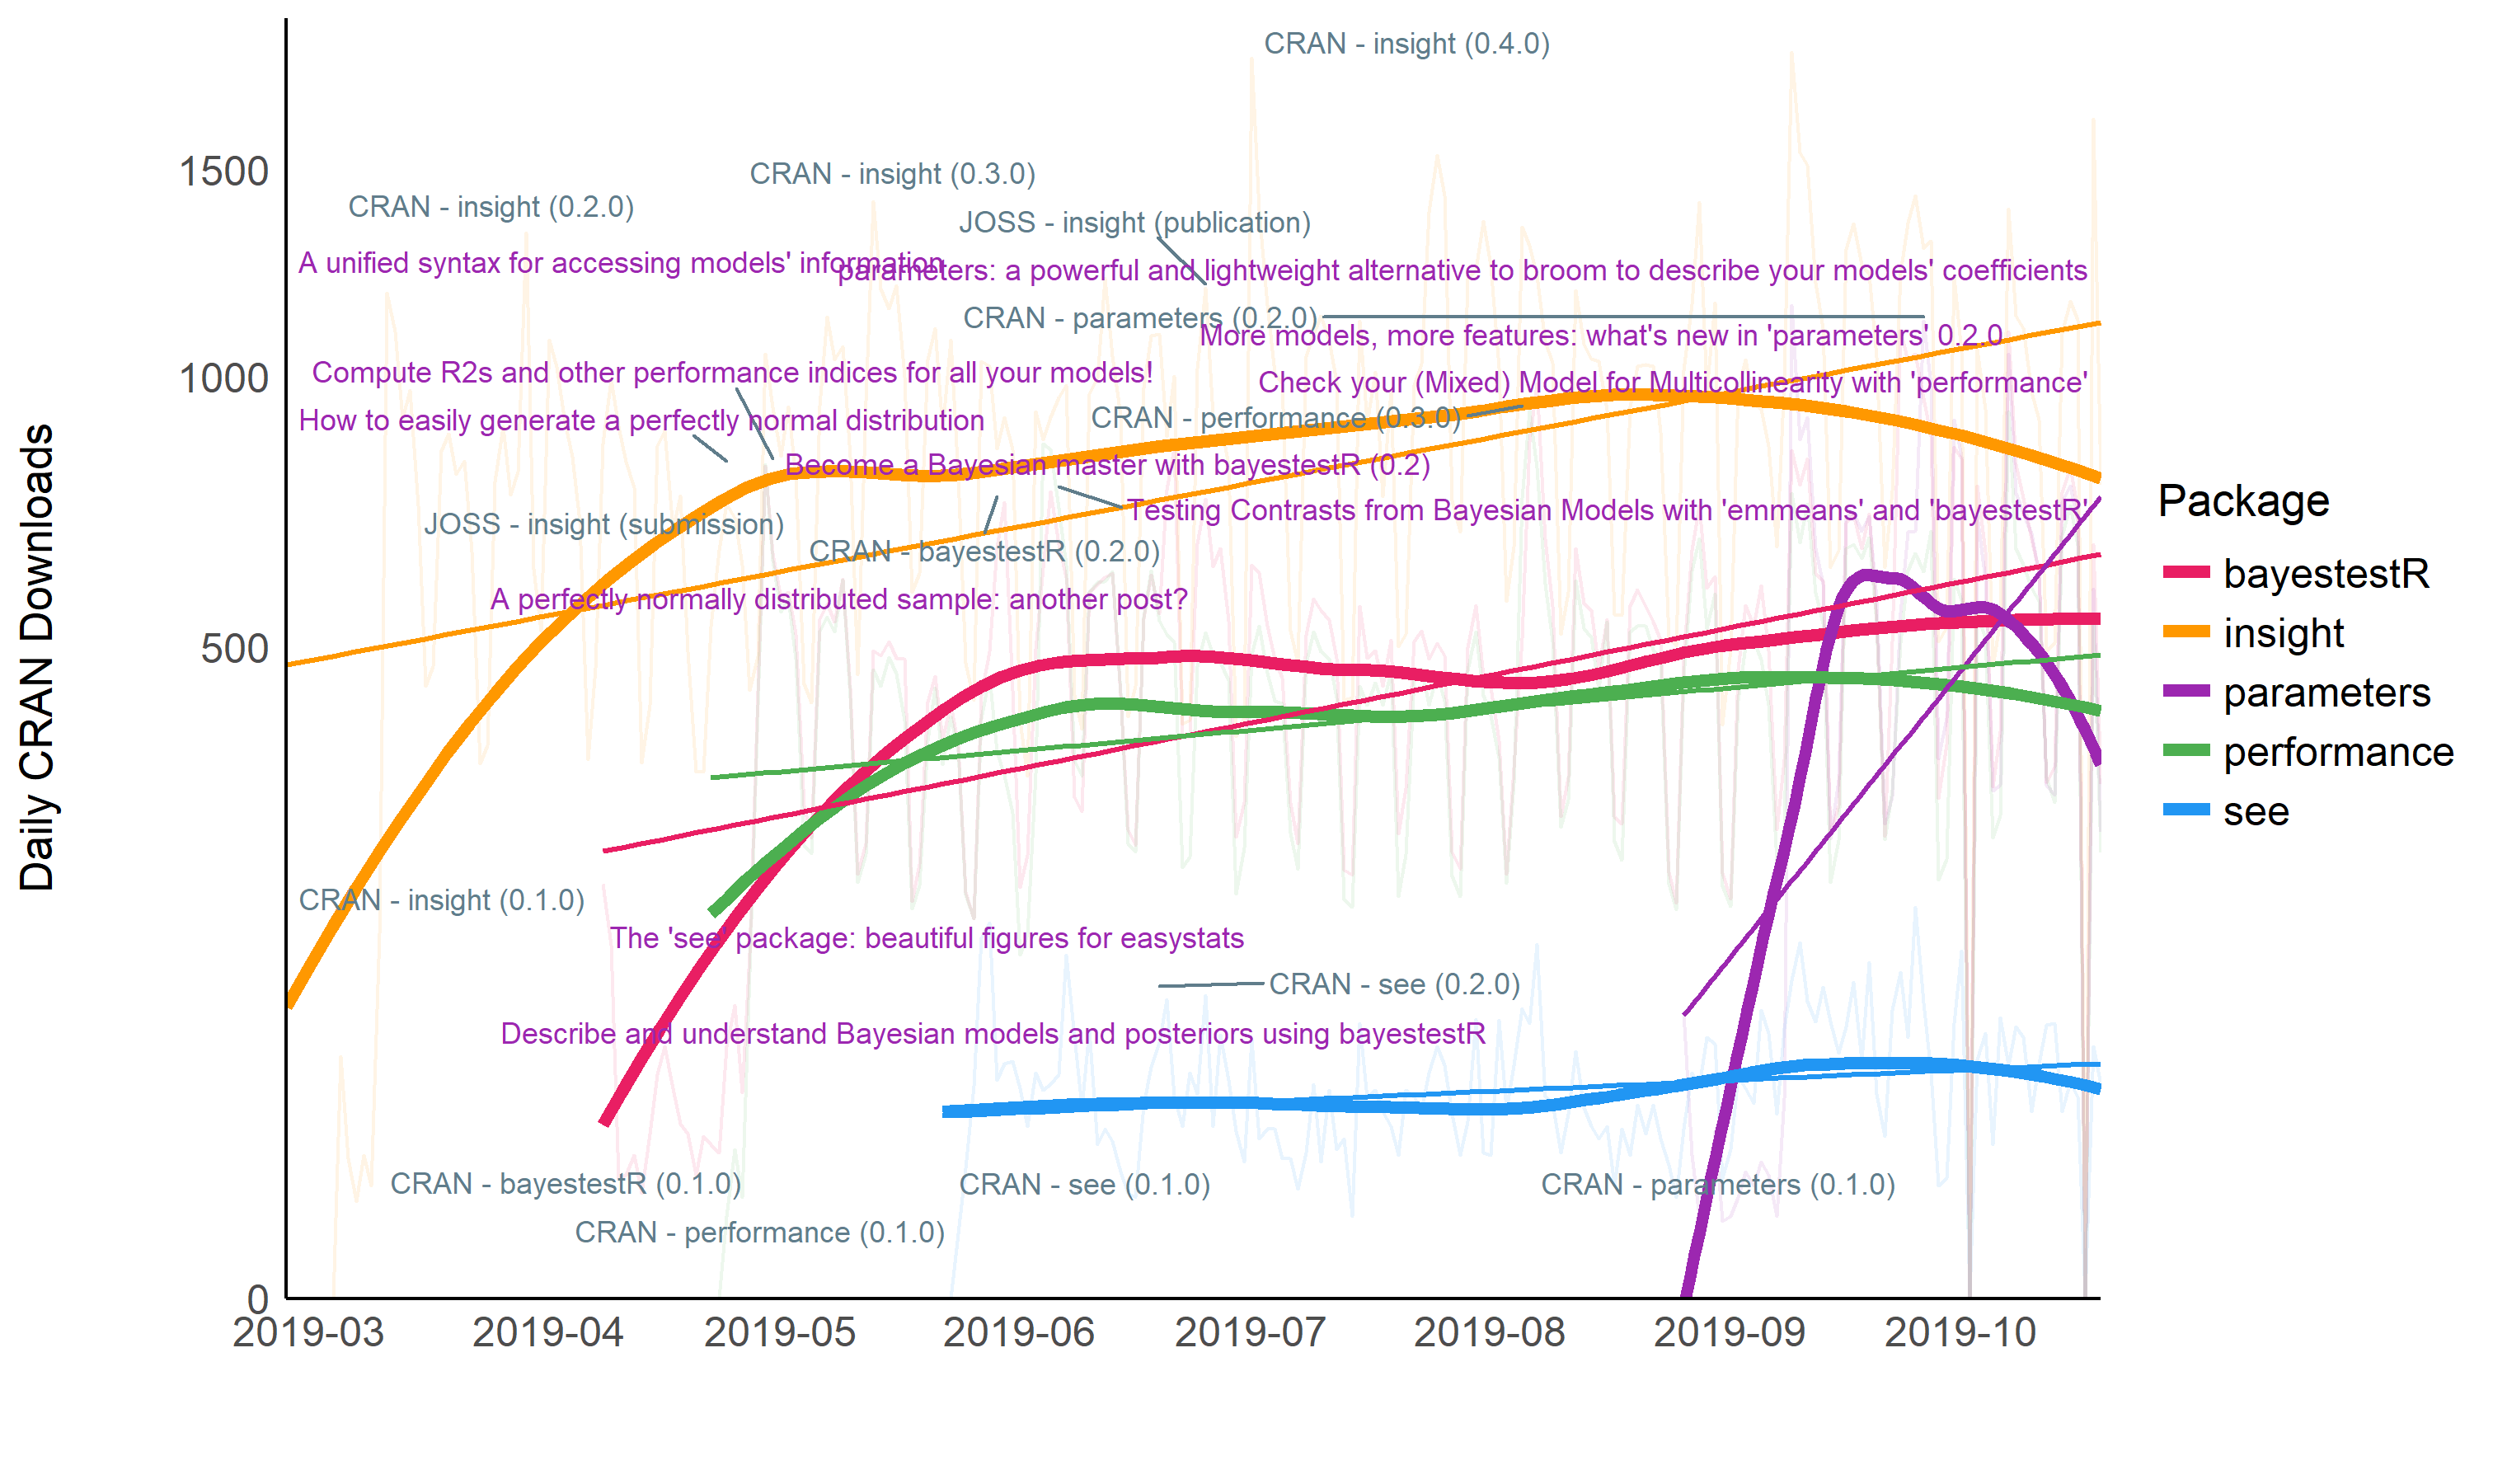 CRAN - insight (0.4.0)
1500
CRAN - insight (0.3.0)
CRAN - insight (0.2.0)
JOSS - insight (publication)
A unified syntax for accessing models' information
parameters: a powerful and lightweight alternative to broom to describe your models' coefficients
CRAN - parameters (0.2.0)
More models, more features: what's new in 'parameters' 0.2.0
1000
Compute R2s and other performance indices for all your models!
Check your (Mixed) Model for Multicollinearity with 'performance'
How to easily generate a perfectly normal distribution
CRAN - performance (0.3.0)
Become a Bayesian master with bayestestR (0.2)
Testing Contrasts from Bayesian Models with 'emmeans' and 'bayestestR'
JOSS - insight (submission)
CRAN - bayestestR (0.2.0)
A perfectly normally distributed sample: another post?
500
CRAN - insight (0.1.0)
The 'see' package: beautiful figures for easystats
CRAN - see (0.2.0)
Describe and understand Bayesian models and posteriors using bayestestR
CRAN - bayestestR (0.1.0)
CRAN - see (0.1.0)
CRAN - parameters (0.1.0)
CRAN - performance (0.1.0)
0
2019-03
2019-04
2019-05
2019-06
2019-07
2019-08
2019-09
2019-10
Daily CRAN Downloads
Package
bayestestR
insight
parameters
performance
see